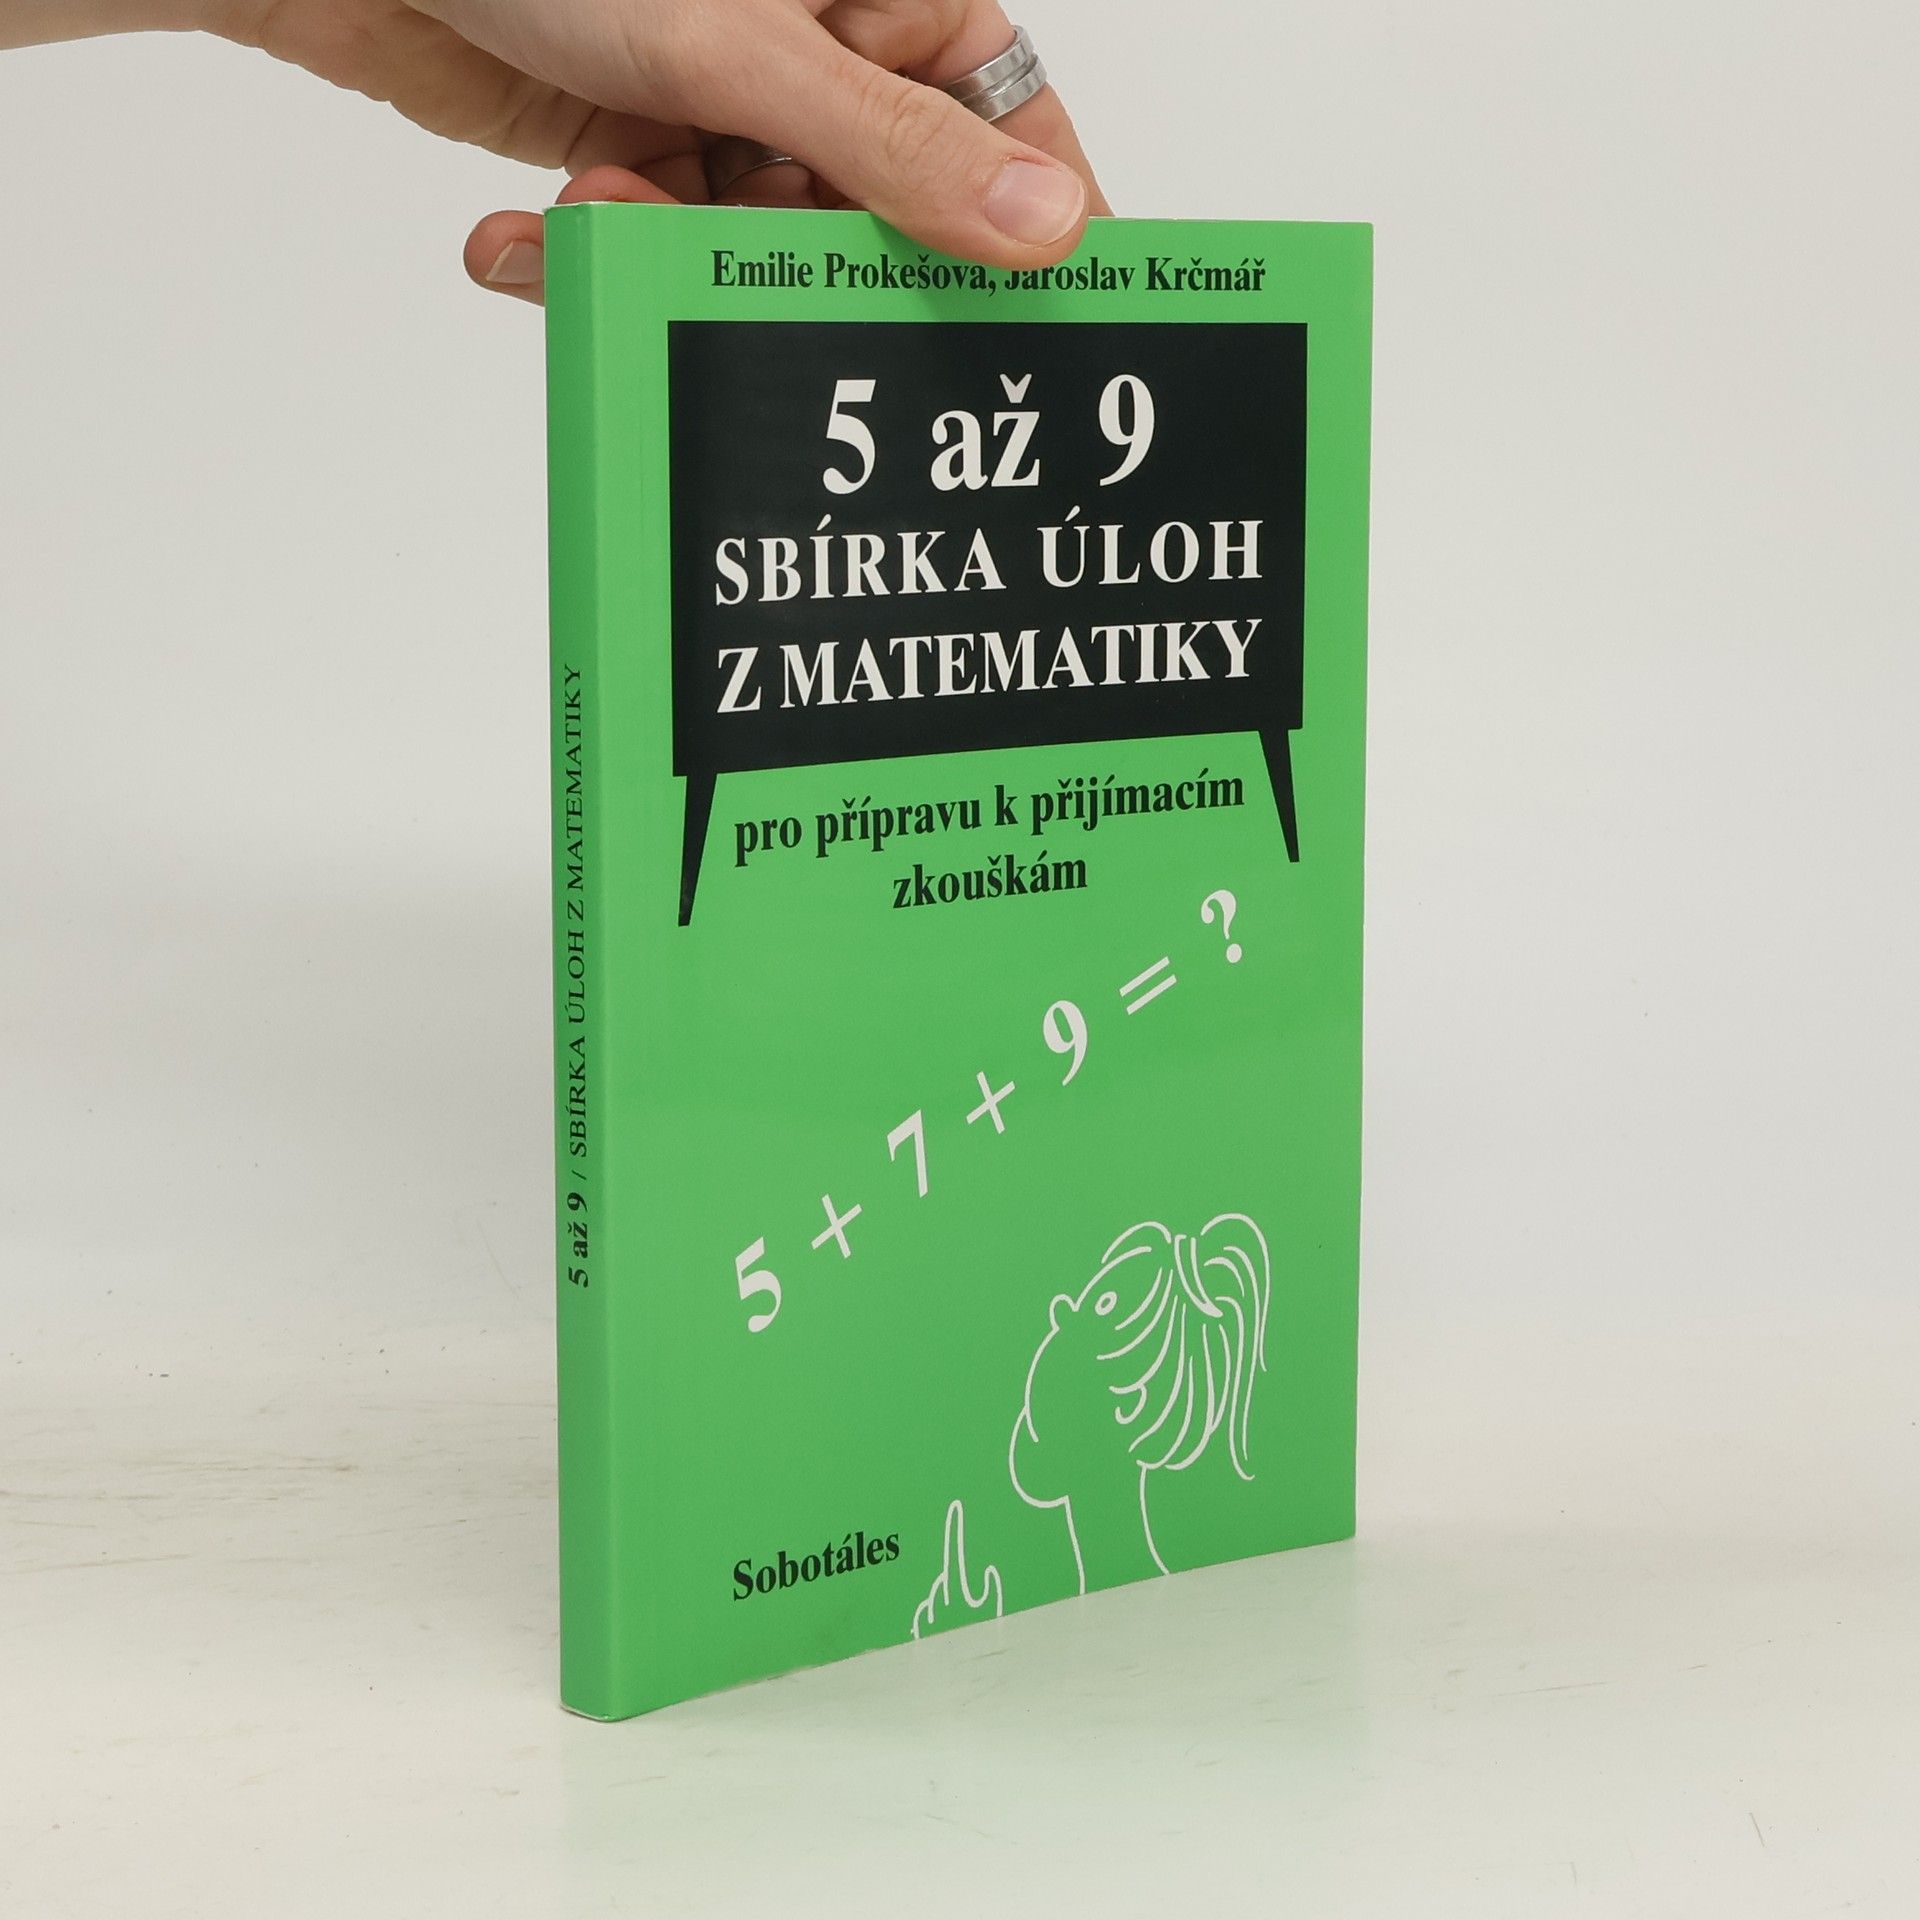 Emilie Prokešová, Jaroslav Krčmář
5 až 9
SBÍRKA ÚLOH
Z MATEMATIKY
pro přípravu k přijímacím
zkouškám
5 + 7 + 9 = ?
Sobotáles
5 až 9 / SBÍRKA ÚLOH Z MATEMATIKY